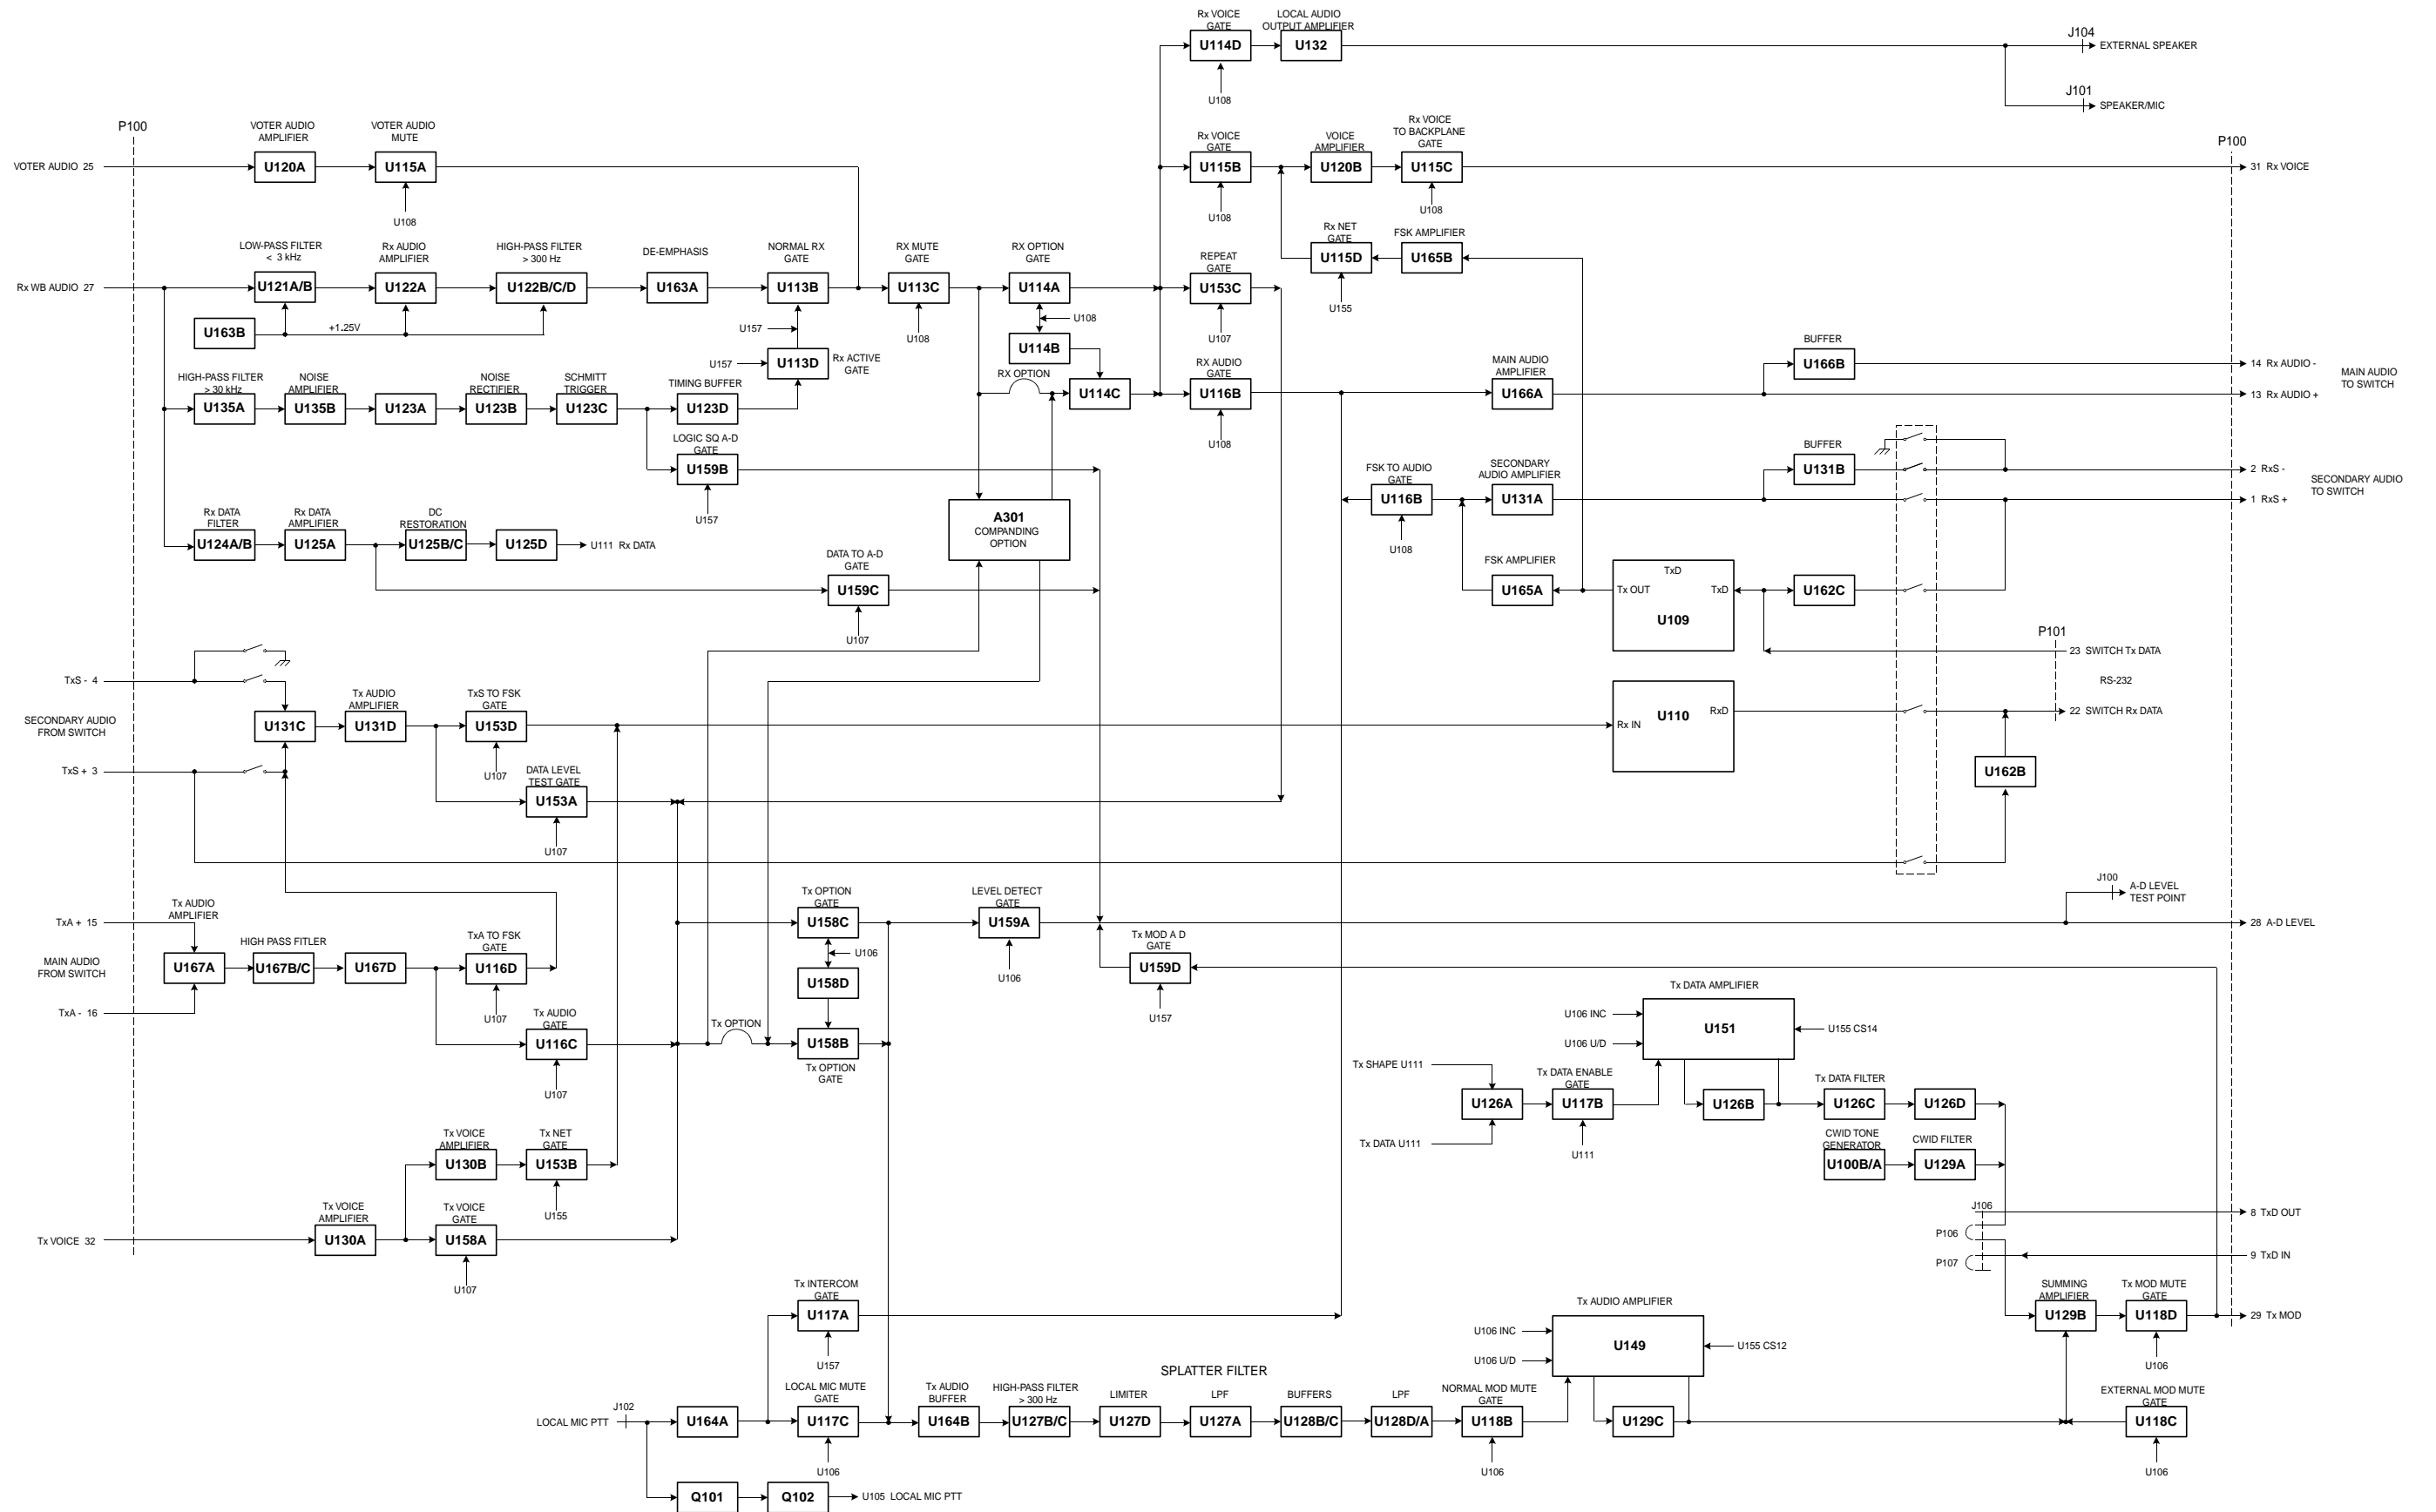 Rx VOICE
GATE
U114D
U108
LOCAL AUDIO
OUTPUT AMPLIFIER
U132
J104
EXTERNAL SPEAKER
J101
SPEAKER/MIC
P100
VOTER AUDIO 25
VOTER AUDIO
AMPLIFIER
U120A
VOTER AUDIO
MUTE
U115A
U108
Rx VOICE
GATE
U115B
U108
VOICE
AMPLIFIER
U120B
Rx VOICE
TO BACKPLANE
GATE
U115C
U108
P100
31 Rx VOICE
Rx WB AUDIO 27
LOW-PASS FILTER
< 3 kHz
U121A/B
Rx AUDIO
AMPLIFIER
U122A
HIGH-PASS FILTER
> 300 Hz
U122B/C/D
DE-EMPHASIS
U163A
NORMAL RX
GATE
U113B
RX MUTE
GATE
U113C
U108
RX OPTION
GATE
U114A
U108
U114B
REPEAT
GATE
U153C
U107
Rx NET
GATE
U115D
U155
FSK AMPLIFIER
U165B
U163B
+1.25V
U157
U157
U113D
Rx ACTIVE
GATE
HIGH-PASS FILTER
> 30 kHz
U135A
NOISE
AMPLIFIER
U135B
U123A
NOISE
RECTIFIER
U123B
SCHMITT
TRIGGER
U123C
TIMING BUFFER
U123D
RX OPTION
U114C
RX AUDIO
GATE
U116B
U108
MAIN AUDIO
AMPLIFIER
U166A
BUFFER
U166B
14 Rx AUDIO -
13 Rx AUDIO +
MAIN AUDIO
TO SWITCH
LOGIC SQ A-D
GATE
U159B
U157
FSK TO AUDIO
GATE
U116B
U108
SECONDARY
AUDIO AMPLIFIER
U131A
BUFFER
U131B
2 RxS -
1 RxS +
SECONDARY AUDIO
TO SWITCH
Rx DATA
FILTER
U124A/B
Rx DATA
AMPLIFIER
U125A
DC
RESTORATION
U125B/C
U125D
U111 Rx DATA
DATA TO A-D
GATE
U159C
U107
A301
COMPANDING
OPTION
FSK AMPLIFIER
U165A
TxD
Tx OUT
TxD
U109
U162C
P101
23 SWITCH Tx DATA
RS-232
22 SWITCH Rx DATA
U110
RxD
Rx IN
U162B
TxS - 4
SECONDARY AUDIO
FROM SWITCH
TxS + 3
U131C
Tx AUDIO
AMPLIFIER
U131D
TxS TO FSK
GATE
U153D
U107
DATA LEVEL
TEST GATE
U153A
U107
TxA + 15
MAIN AUDIO
FROM SWITCH
TxA - 16
Tx AUDIO
AMPLIFIER
U167A
HIGH PASS FITLER
U167B/C
U167D
TxA TO FSK
GATE
U116D
U107
Tx AUDIO
GATE
U116C
U107
Tx OPTION
Tx OPTION
GATE
U158C
U106
U158D
U158B
Tx OPTION
GATE
LEVEL DETECT
GATE
U159A
U106
Tx MOD A D
GATE
U159D
U157
J100
A-D LEVEL
TEST POINT
28 A-D LEVEL
Tx DATA AMPLIFIER
U106 INC
U106 U/D
U151
U155 CS14
Tx SHAPE U111
Tx DATA U111
U126A
Tx DATA ENABLE
GATE
U117B
U111
U126B
Tx DATA FILTER
U126C
U126D
CWID TONE
GENERATOR
U100B/A
CWID FILTER
U129A
Tx VOICE
AMPLIFIER
U130B
Tx NET
GATE
U153B
U155
Tx VOICE 32
Tx VOICE
AMPLIFIER
U130A
Tx VOICE
GATE
U158A
U107
J106
P106
P107
8 TxD OUT
9 TxD IN
29 Tx MOD
SUMMING
AMPLIFIER
U129B
Tx MOD MUTE
GATE
U118D
U106
Tx INTERCOM
GATE
U117A
U157
Tx AUDIO AMPLIFIER
U106 INC
U106 U/D
U149
U155 CS12
SPLATTER FILTER
J102
LOCAL MIC PTT
U164A
LOCAL MIC MUTE
GATE
U117C
U106
Tx AUDIO
BUFFER
U164B
HIGH-PASS FILTER
> 300 Hz
U127B/C
LIMITER
U127D
LPF
U127A
BUFFERS
U128B/C
LPF
U128D/A
NORMAL MOD MUTE
GATE
U118B
U106
U129C
EXTERNAL MOD MUTE
GATE
U118C
U106
Q101
Q102
U105 LOCAL MIC PTT